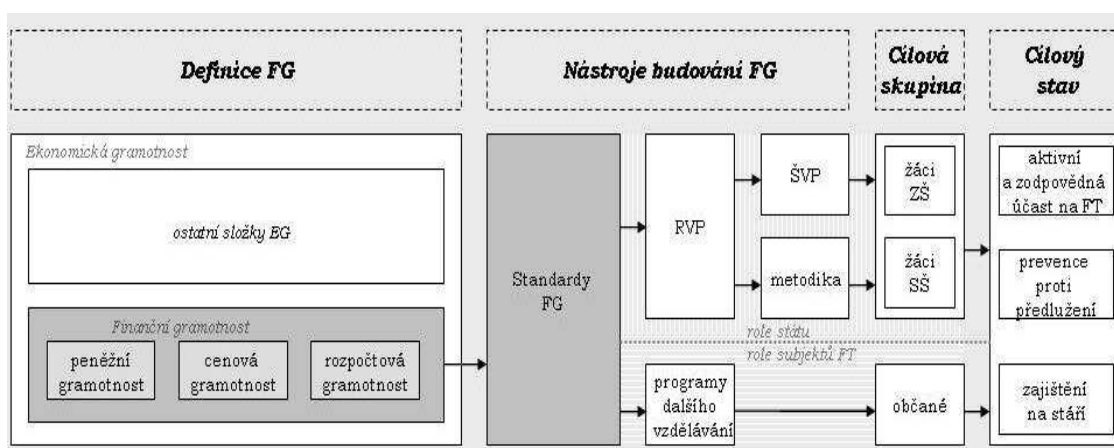 Definice FG
Nástroje budování FG
Cílová
skupina
Cílový
stav
Ekonomická gramotnost
ostatní složky EG
Finanční gramotnost
peněžní
gramotnost
cenová
gramotnost
rozpočtová
gramotnost
Standardy
FG
RVP
ŠVP
metodika
role státu
role subjektů FT
programy
dalšího
vzdělávání
žáci
ZŠ
žáci
SŠ
občané
aktivní
a zodpovědná
účast na FT
prevence
proti
předlužení
zajištění
na stáří